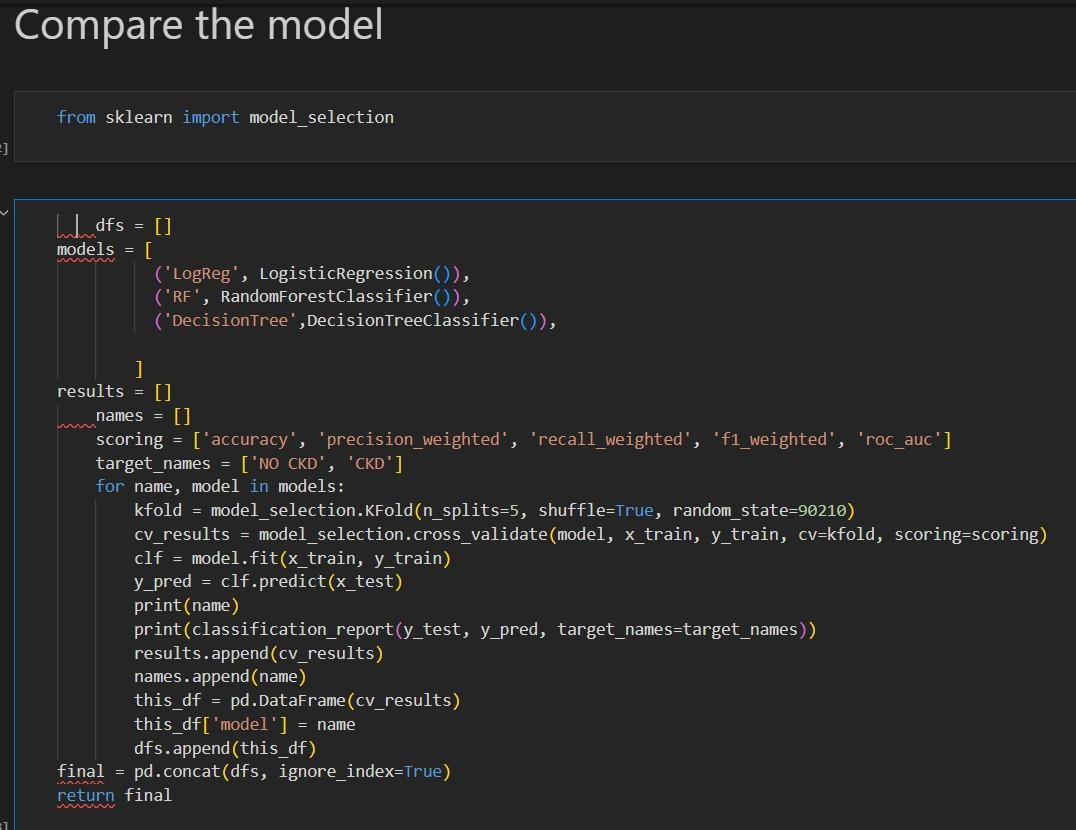 Compare the model
from sklearn import model_selection
]
    dfs = []
models = [
          ('LogReg', LogisticRegression()),
          ('RF', RandomForestClassifier()),
          ('DecisionTree',DecisionTreeClassifier()),
        ]
results = []
    names = []
    scoring = ['accuracy', 'precision_weighted', 'recall_weighted', 'f1_weighted', 'roc_auc']
    target_names = ['NO CKD', 'CKD']
    for name, model in models:
        kfold = model_selection.KFold(n_splits=5, shuffle=True, random_state=90210)
        cv_results = model_selection.cross_validate(model, x_train, y_train, cv=kfold, scoring=scoring)
        clf = model.fit(x_train, y_train)
        y_pred = clf.predict(x_test)
        print(name)
        print(classification_report(y_test, y_pred, target_names=target_names))
        results.append(cv_results)
        names.append(name)
        this_df = pd.DataFrame(cv_results)
        this_df['model'] = name
        dfs.append(this_df)
final = pd.concat(dfs, ignore_index=True)
return final
]